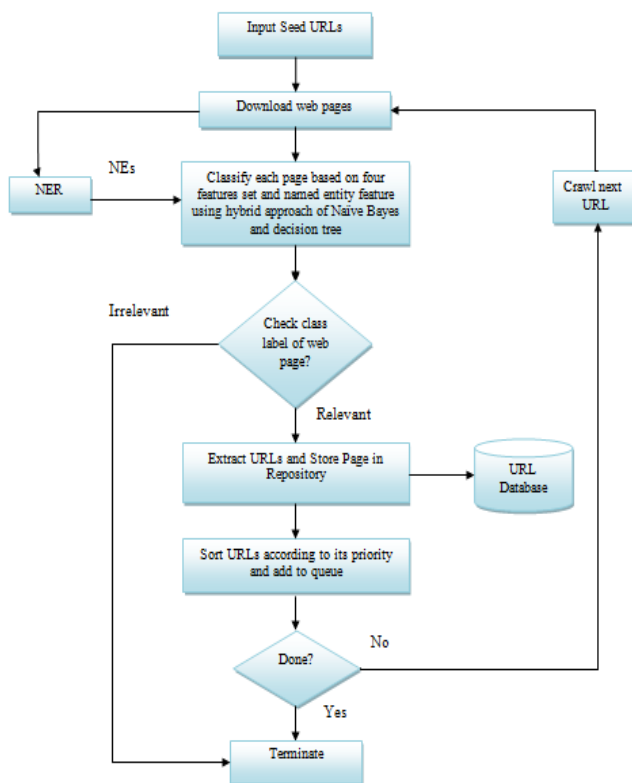 Input Seed URLs
Download web pages
NEs
NER
Classify each page based on four
features set and named entity feature
using hybrid approach of Naïve Bayes
and decision tree
Crawl next
URL
Irrelevant
Check class
label of web
page?
Relevant
Extract URLs and Store Page in
Repository
URL
Database
Sort URLs according to its priority
and add to queue
No
Done?
Yes
Terminate